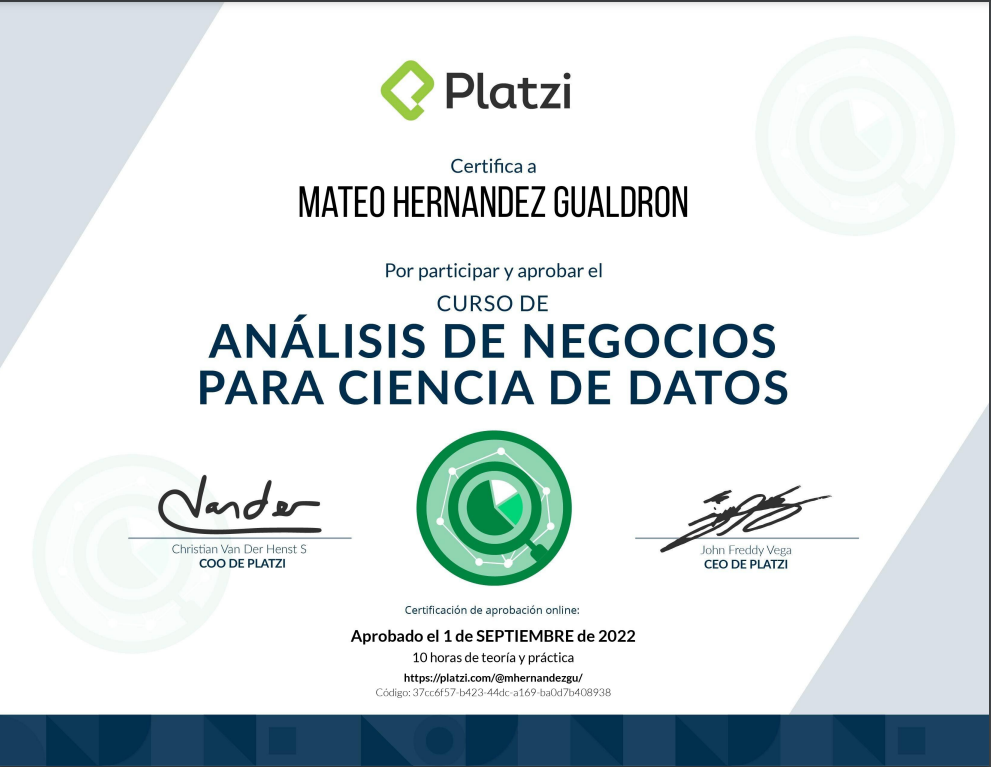 Platzi
Certifica a
MATEO HERNANDEZ GUALDRON
Por participar y aprobar el
CURSO DE
ANÁLISIS DE NEGOCIOS
PARA CIENCIA DE DATOS
Vander
Christian Van Der Henst S
COO DE PLATZI
John Freddy Vega
CEO DE PLATZI
Certificación de aprobación online:
Aprobado el 1 de SEPTIEMBRE de 2022
10 horas de teoría y práctica
https://platzi.com/@mhernandezgu/
Código: 37cc6f57-b423-44dc-a169-ba0d7b408938